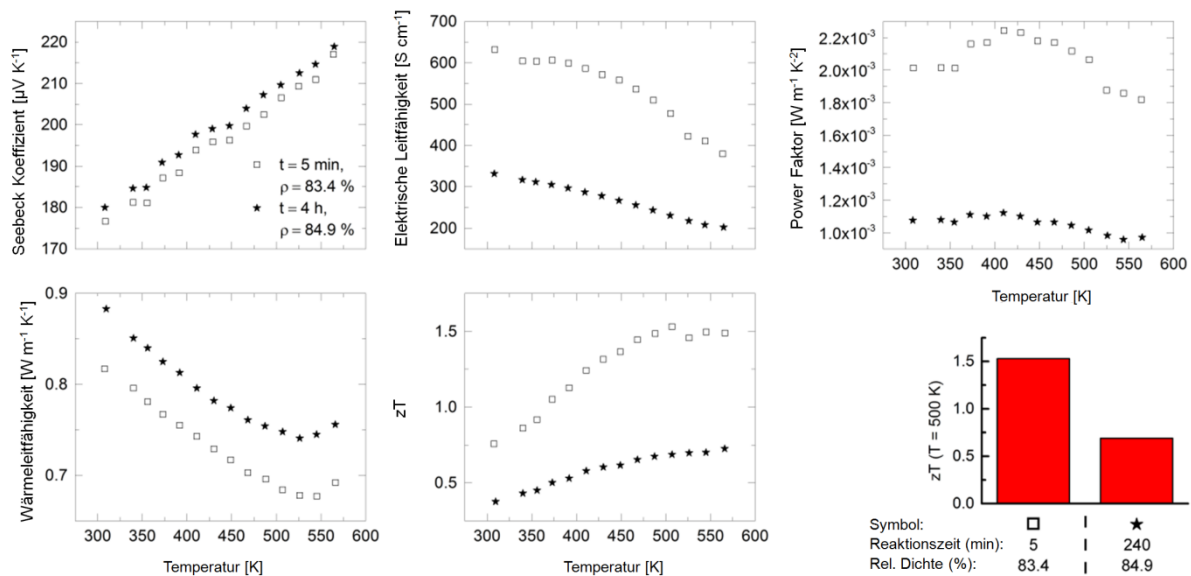 Seebeck Koeffizient [µV K⁻¹]
220
210
200
190
180
170
t = 5 min,
ρ = 83.4 %
t = 4 h,
ρ = 84.9 %
Elektrische Leitfähigkeit [S cm⁻¹]
700
600
500
400
300
200
Power Faktor [W m⁻¹ K⁻²]
2.2x10⁻³
2.0x10⁻³
1.8x10⁻³
1.6x10⁻³
1.4x10⁻³
1.2x10⁻³
1.0x10⁻³
300 350 400 450 500 550 600
Temperatur [K]
Wärmeleitfähigkeit [W m⁻¹ K⁻¹]
0.9
0.8
0.7
300 350 400 450 500 550 600
Temperatur [K]
zT
1.5
1.0
0.5
300 350 400 450 500 550 600
Temperatur [K]
zT (T = 500 K)
1.5
1.0
0.5
0.0
Symbol: □ ★
Reaktionszeit (min): 5 240
Rel. Dichte (%): 83.4 84.9